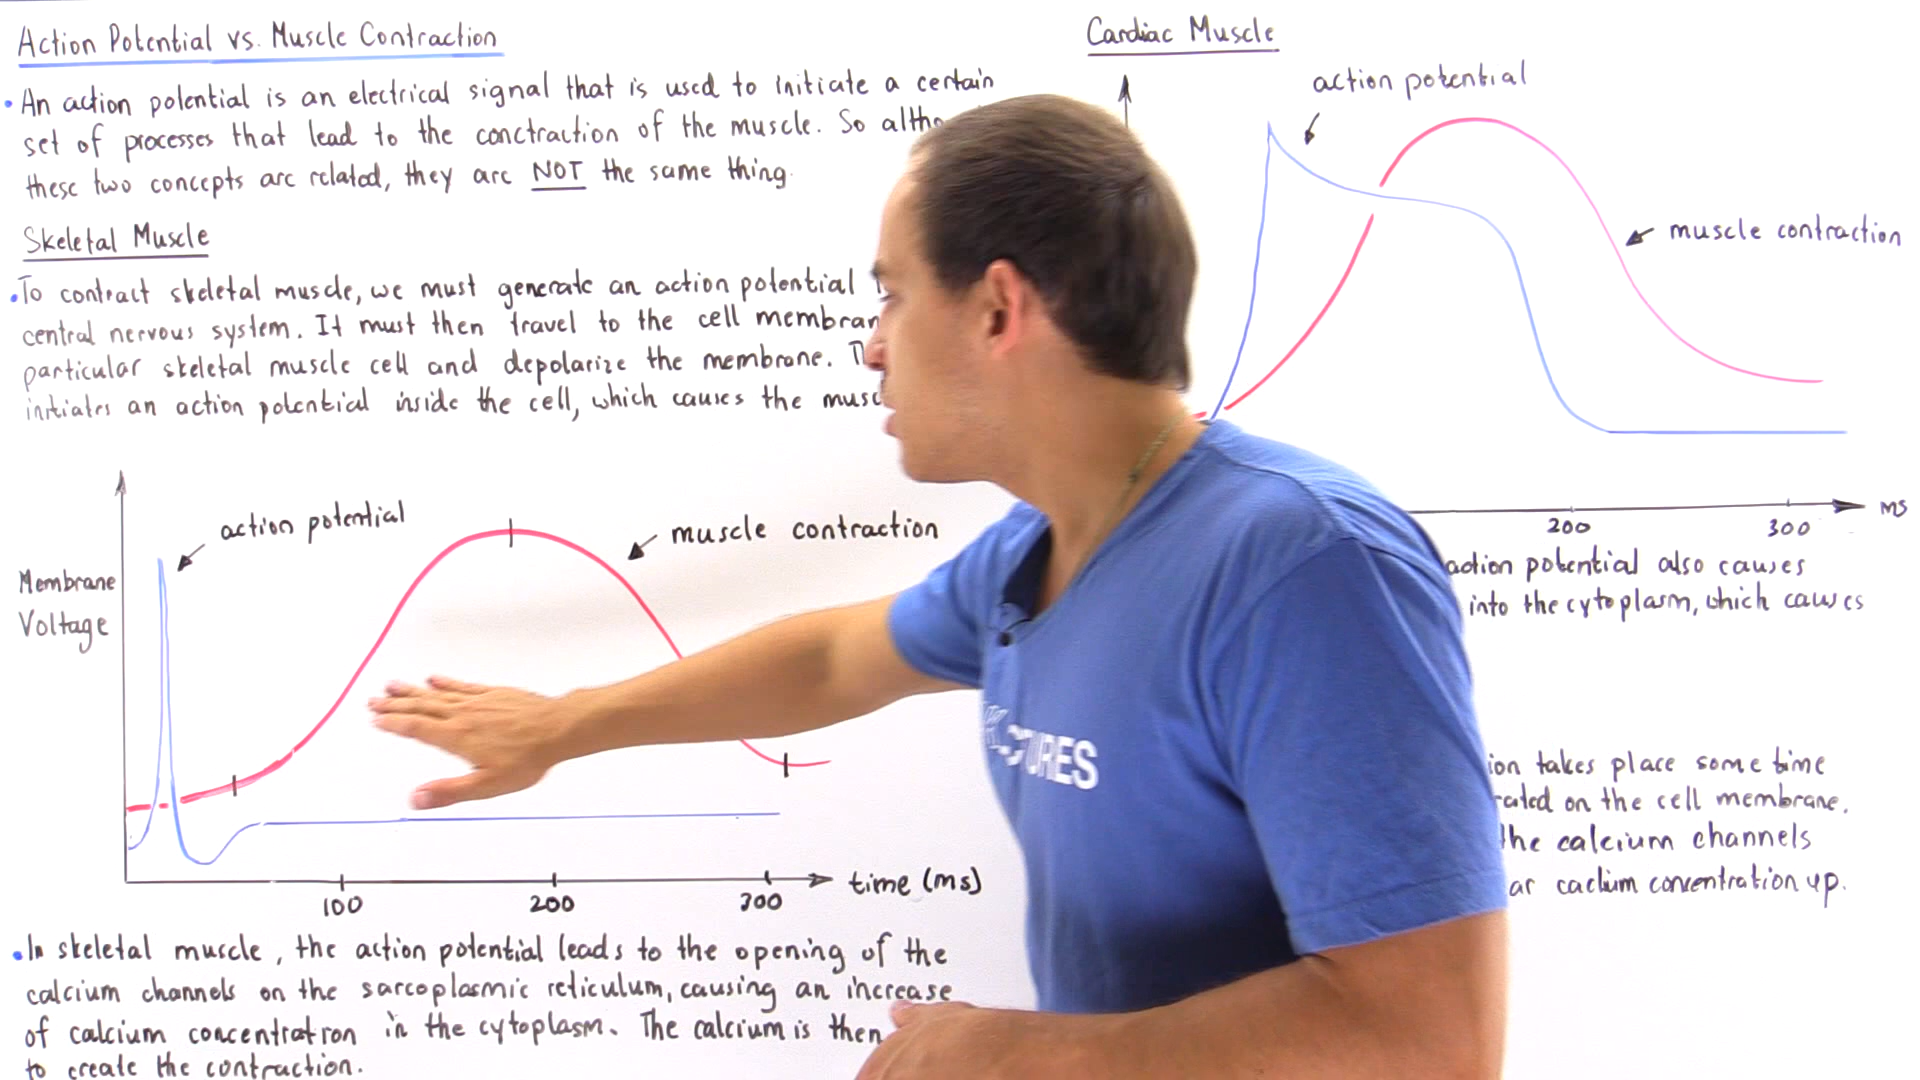 Action Potential vs. Muscle Contraction
• An action potential is an electrical signal that is used to initiate a certain
set of processes that lead to the conctraction of the muscle. So
these two concepts are related, they are NOT the same thing.
Skeletal Muscle
• To contract skeletal muscle, we must generate an action potential
central nervous system. It must then travel to the cell
particular skeletal muscle cell and depolarize the membrane.
initiates an action potential inside the cell, which causes the
Membrane
Voltage
action potential
muscle contraction
100 200 300 time (ms)
• In skeletal muscle, the action potential leads to the opening of the
calcium channels on the sarcoplasmic reticulum, causing an increase
of calcium concentration in the cytoplasm. The calcium is then
to create the contraction.
Cardiac Muscle
action potential
muscle contraction
200 300 ms
action potential also causes
into the cytoplasm, which causes
takes place some time
on the cell membrane.
the calcium channels
caclium concentration up.